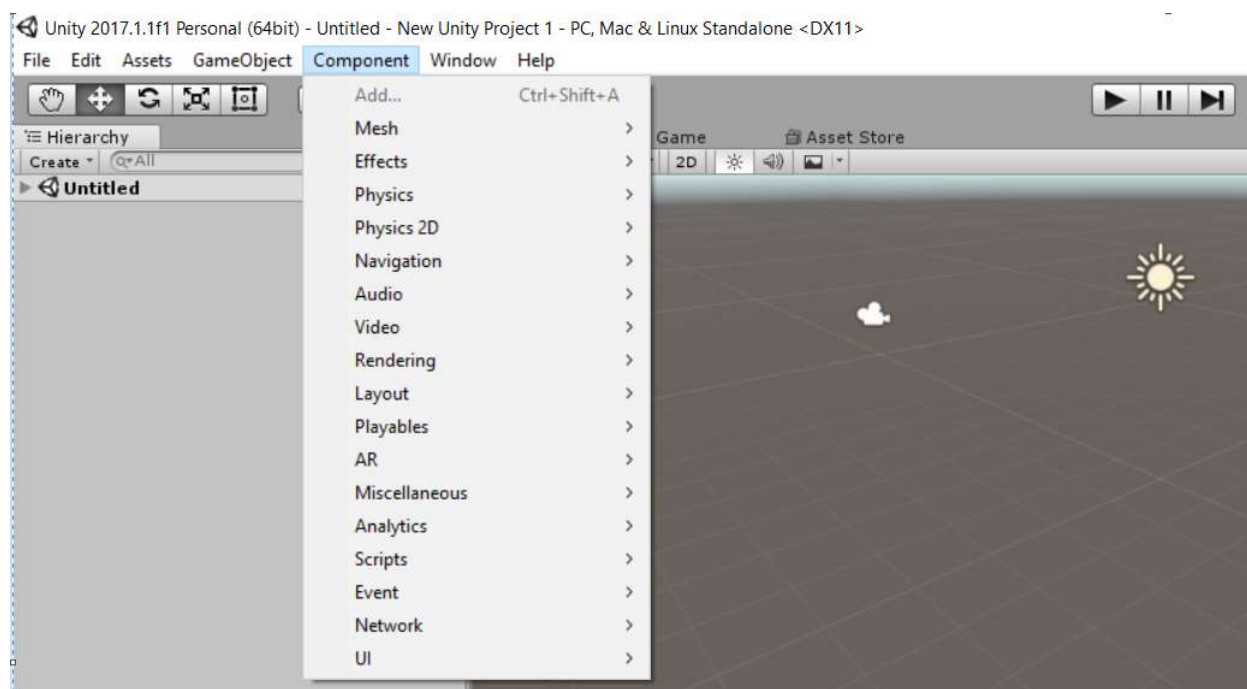 Unity 2017.1.1f1 Personal (64bit) - Untitled - New Unity Project 1 - PC, Mac & Linux Standalone <DX11>
File Edit Assets GameObject Component Window Help
Add... Ctrl+Shift+A
Mesh
Hierarchy Game Asset Store
Create All 2D
Effects
Untitled
Physics
Physics 2D
Navigation
Audio
Video
Rendering
Layout
Playables
AR
Miscellaneous
Analytics
Scripts
Event
Network
UI